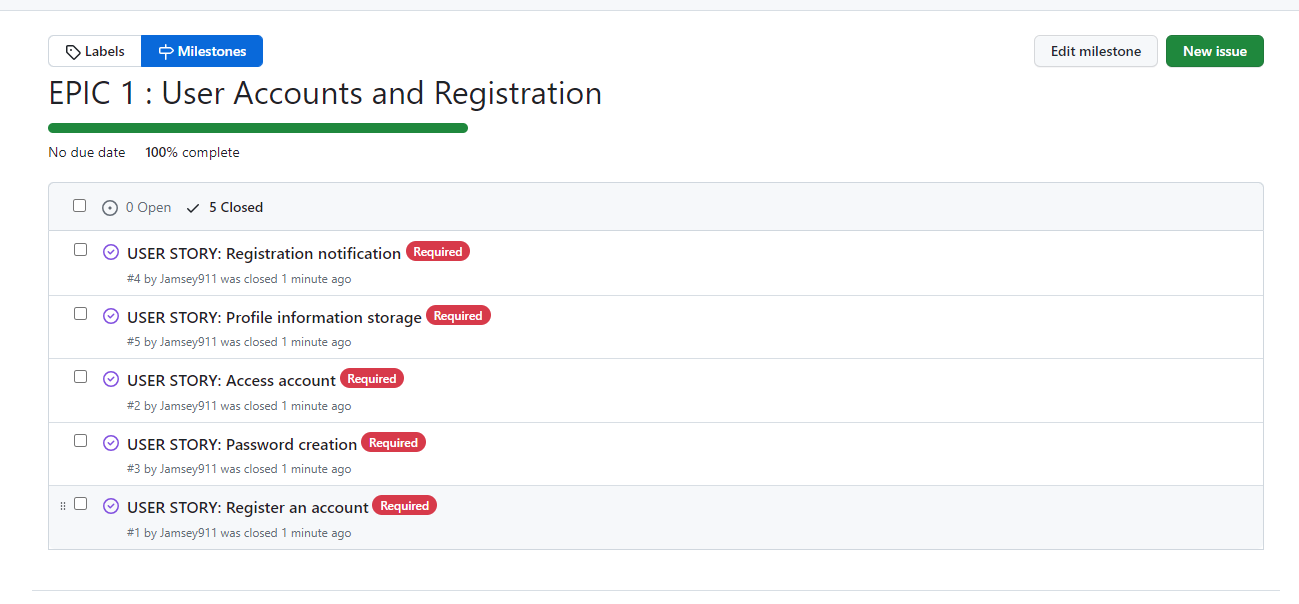 Labels Milestones Edit milestone New issue
EPIC 1 : User Accounts and Registration
No due date 100% complete
0 Open 5 Closed
USER STORY: Registration notification Required
#4 by Jamsey911 was closed 1 minute ago
USER STORY: Profile information storage Required
#5 by Jamsey911 was closed 1 minute ago
USER STORY: Access account Required
#2 by Jamsey911 was closed 1 minute ago
USER STORY: Password creation Required
#3 by Jamsey911 was closed 1 minute ago
USER STORY: Register an account Required
#1 by Jamsey911 was closed 1 minute ago